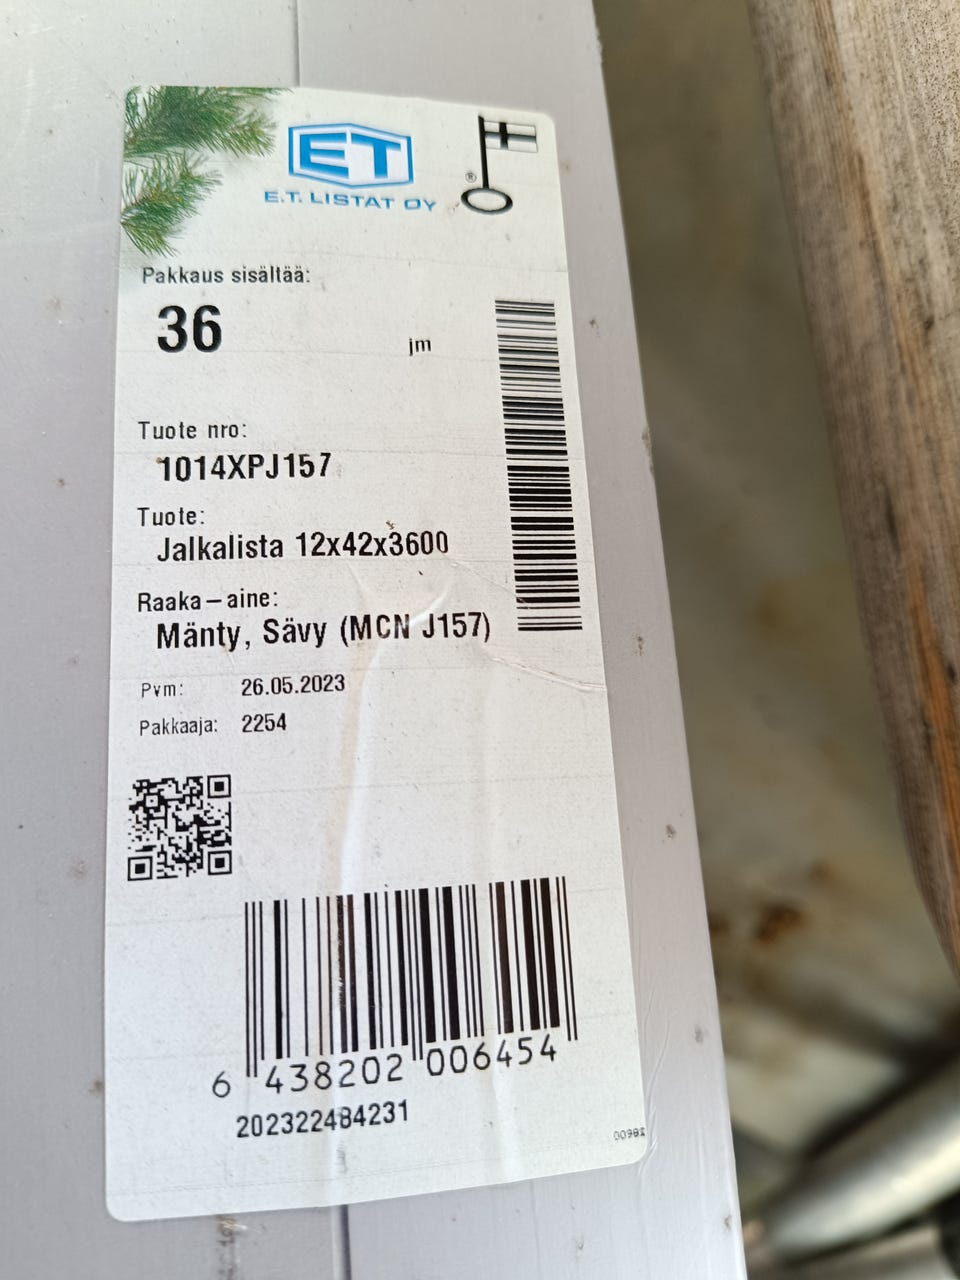 ET
E.T. LISTAT OY
®
Pakkaus sisältää:
36 jm
Tuote nro:
1014XPJ157
Tuote:
Jalkalista 12x42x3600
Raaka-aine:
Mänty, Sävy (MCN J157)
Pvm: 26.05.2023
Pakkaaja: 2254
6 438202 006454
202322484231